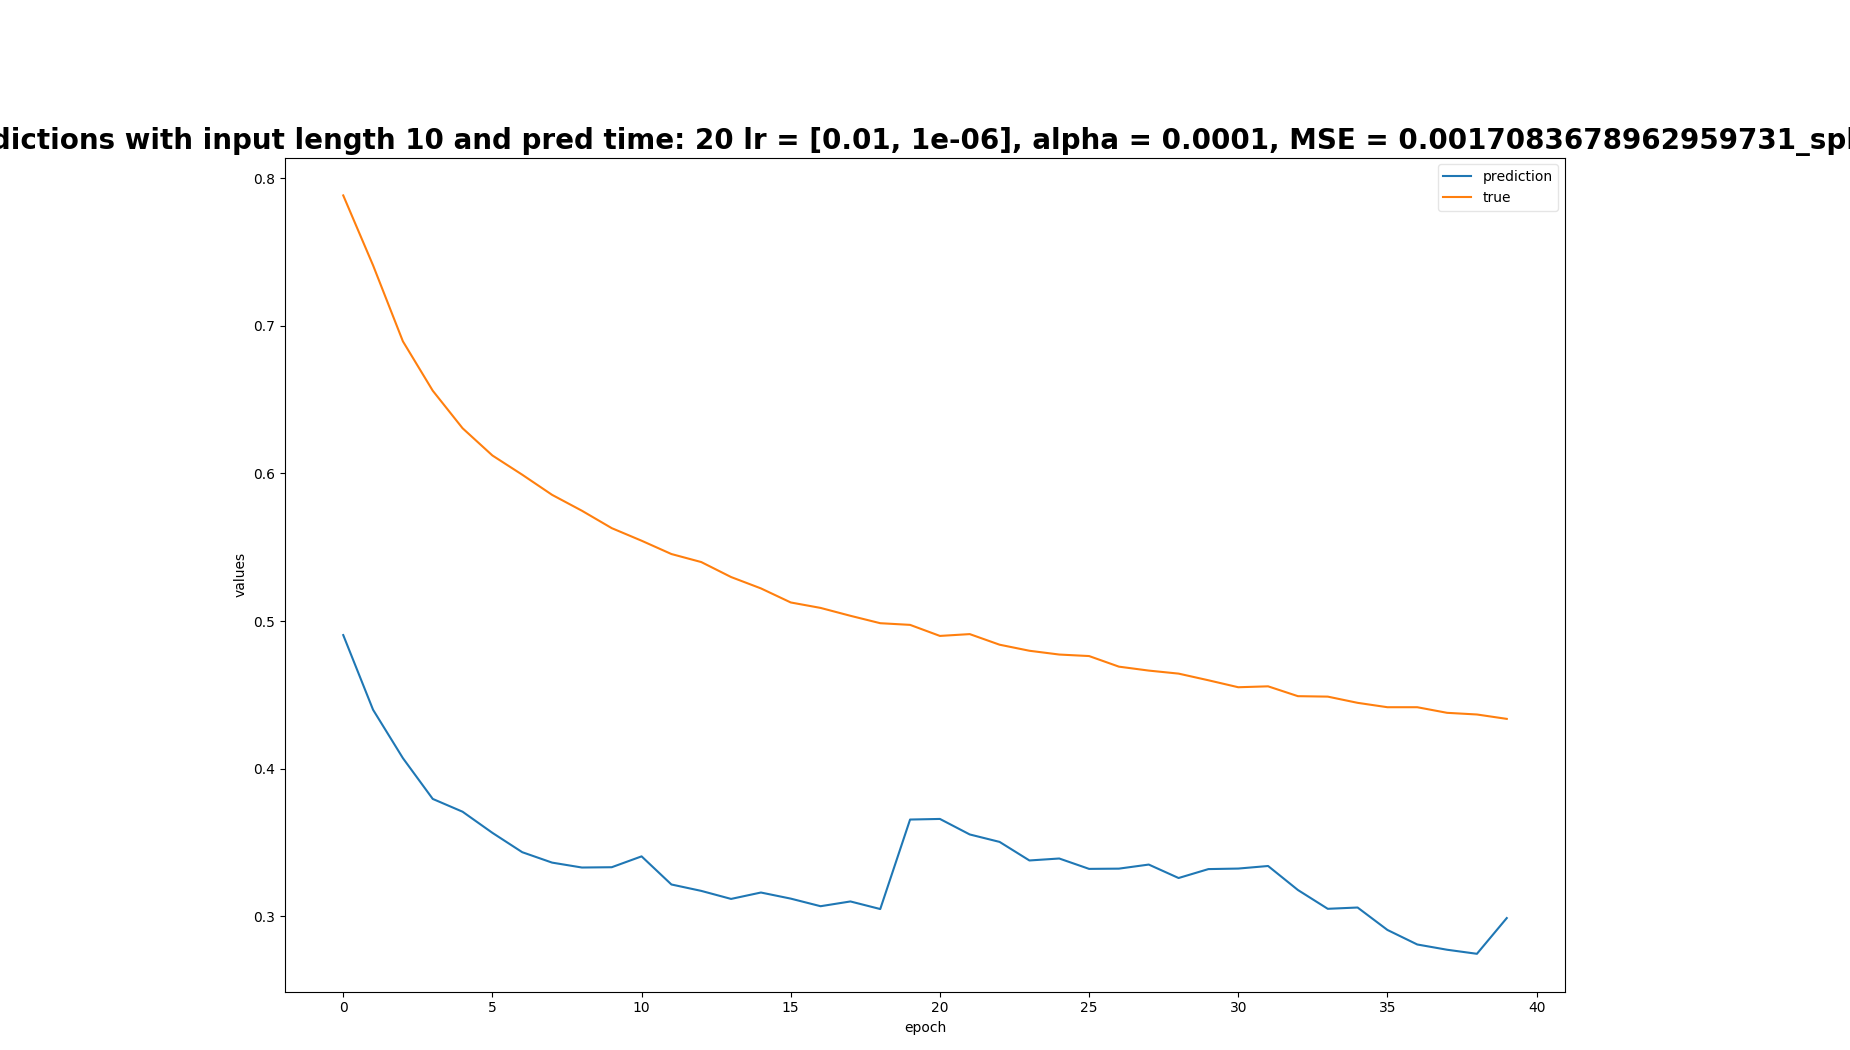 dictions with input length 10 and pred time: 20 lr = [0.01, 1e-06], alpha = 0.0001, MSE = 0.0017083678962959731_spl
prediction
true
0.8
0.7
0.6
0.5
0.4
0.3
values
0 5 10 15 20 25 30 35 40
epoch